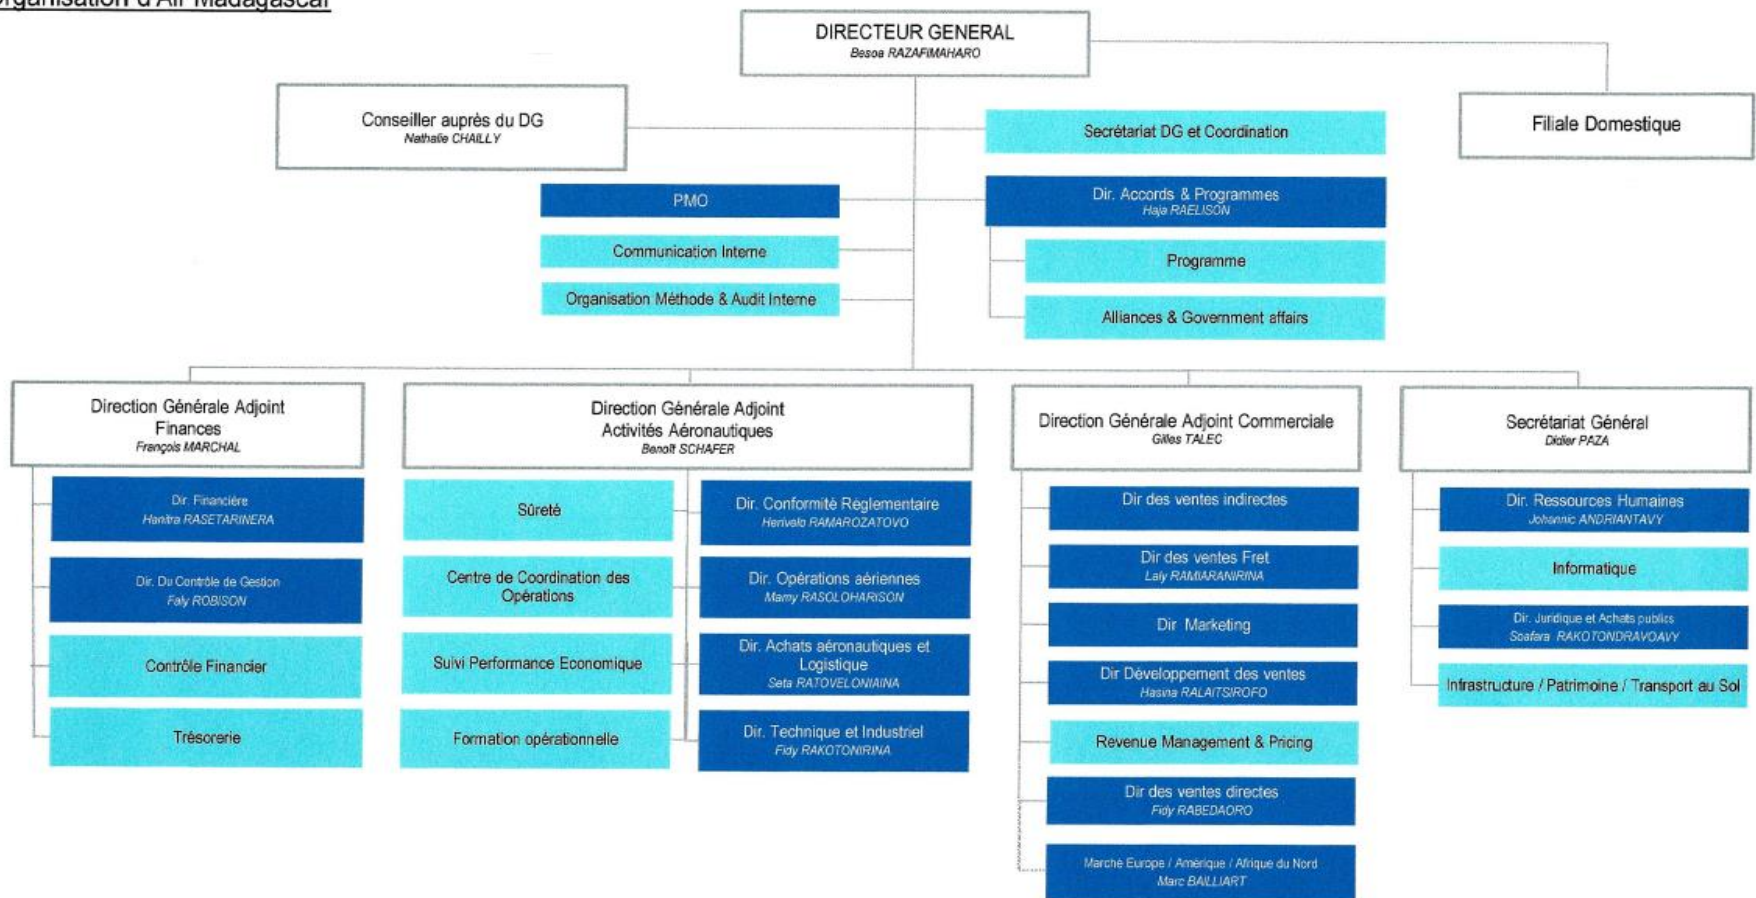 Organisation d'Air Madagascar
DIRECTEUR GENERAL
Besoa RAZAFIMAHARO
Conseiller auprès du DG
Nathalie CHAILLY
Secrétariat DG et Coordination
Filiale Domestique
PMO
Dir. Accords & Programmes
Haja RAELISON
Communication Interne
Programme
Organisation Méthode & Audit Interne
Alliances & Government affairs
Direction Générale Adjoint
Finances
François MARCHAL
Dir. Financière
Hanitra RASETARINERA
Dir. Du Contrôle de Gestion
Faly ROBISON
Contrôle Financier
Trésorerie
Direction Générale Adjoint
Activités Aéronautiques
Benoît SCHAFER
Sûreté
Centre de Coordination des
Opérations
Suivi Performance Economique
Formation opérationnelle
Dir. Conformité Réglementaire
Herivelo RAMAROZATOVO
Dir. Opérations aériennes
Mamy RASOLOHARISON
Dir. Achats aéronautiques et
Logistique
Seta RATOVELONIAINA
Dir. Technique et Industriel
Fidy RAKOTONIRINA
Direction Générale Adjoint Commerciale
Gilles TALEC
Dir des ventes indirectes
Dir des ventes Fret
Laly RAMIARANIRINA
Dir Marketing
Dir Développement des ventes
Hasina RALAITSIROFO
Revenue Management & Pricing
Dir des ventes directes
Fidy RABEDAORO
Marché Europe / Amérique / Afrique du Nord
Marc BAILLIART
Secrétariat Général
Didier PAZA
Dir. Ressources Humaines
Johannic ANDRIANTAVY
Informatique
Dir. Juridique et Achats publics
Soafara RAKOTONDRAVOAVY
Infrastructure / Patrimoine / Transport au Sol